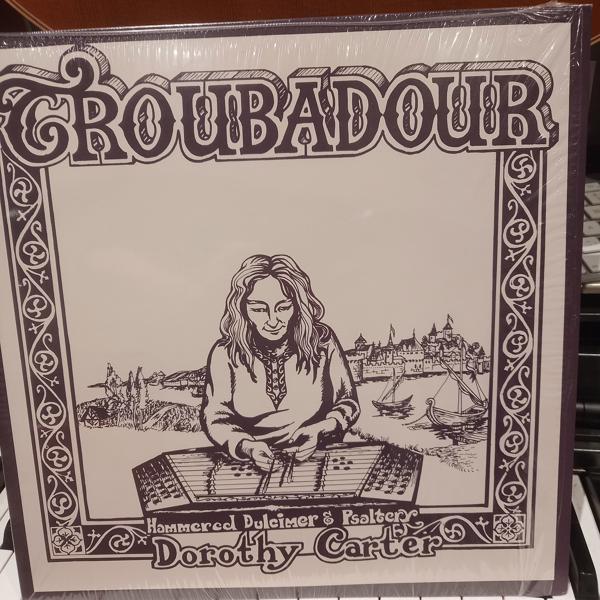 TROUBADOUR
Hammered Dulcimer & Psaltery
Dorothy Carter